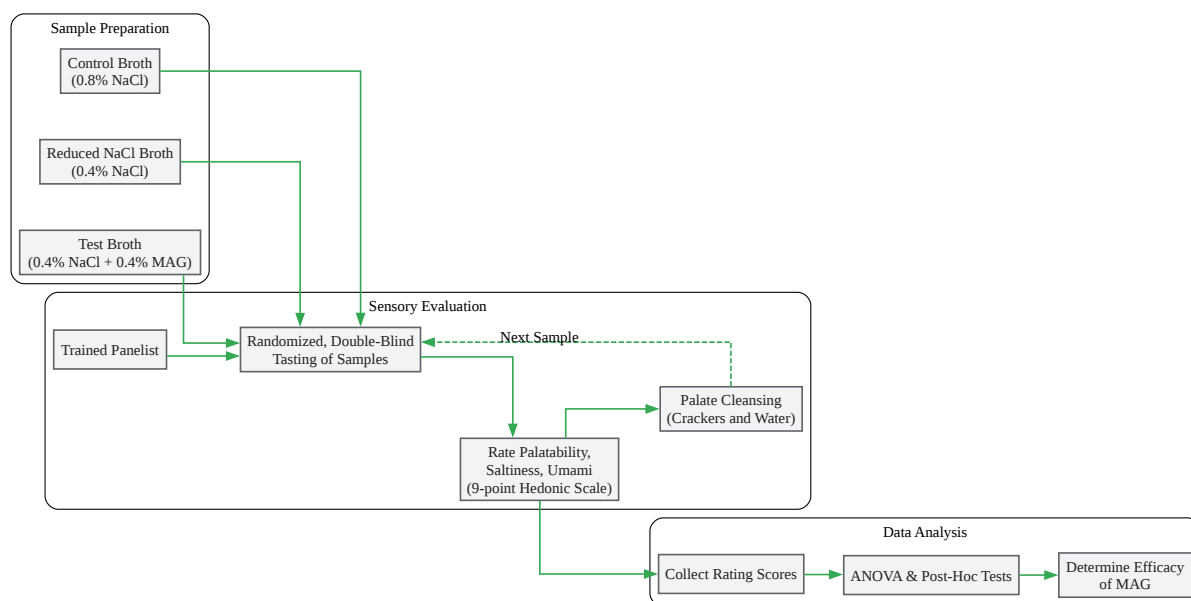 Sample Preparation
Control Broth
(0.8% NaCl)
Reduced NaCl Broth
(0.4% NaCl)
Test Broth
(0.4% NaCl + 0.4% MAG)
Sensory Evaluation
Trained Panelist
Randomized, Double-Blind
Tasting of Samples
Next Sample
Palate Cleansing
(Crackers and Water)
Rate Palatability,
Saltiness, Umami
(9-point Hedonic Scale)
Data Analysis
Collect Rating Scores
ANOVA & Post-Hoc Tests
Determine Efficacy
of MAG